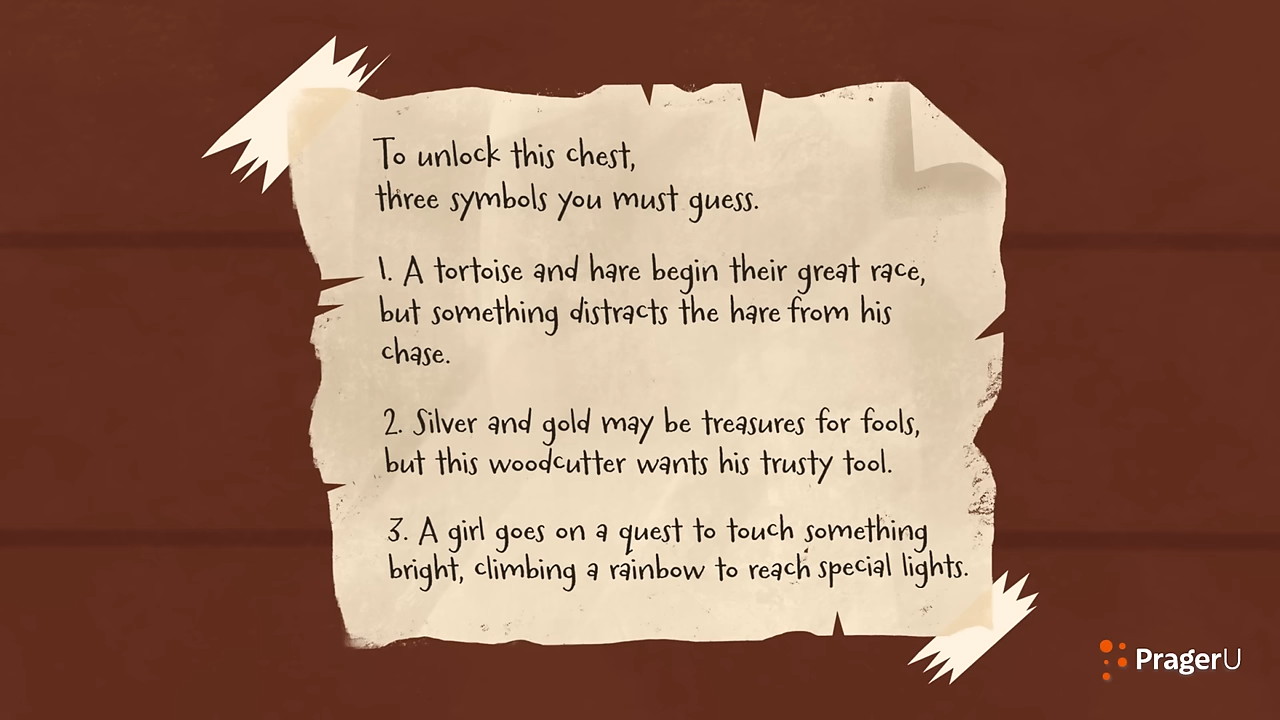 To unlock this chest,
three symbols you must guess.
1. A tortoise and hare begin their great race,
but something distracts the hare from his
chase.
2. Silver and gold may be treasures for fools,
but this woodcutter wants his trusty tool.
3. A girl goes on a quest to touch something
bright, climbing a rainbow to reach special lights.
PragerU